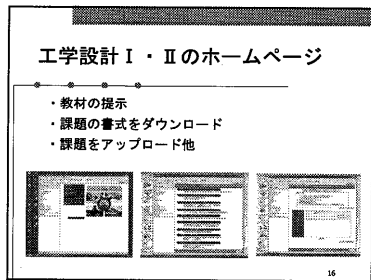 工学設計Ⅰ・Ⅱのホームページ
・教材の提示
・課題の書式をダウンロード
・課題をアップロード他
16